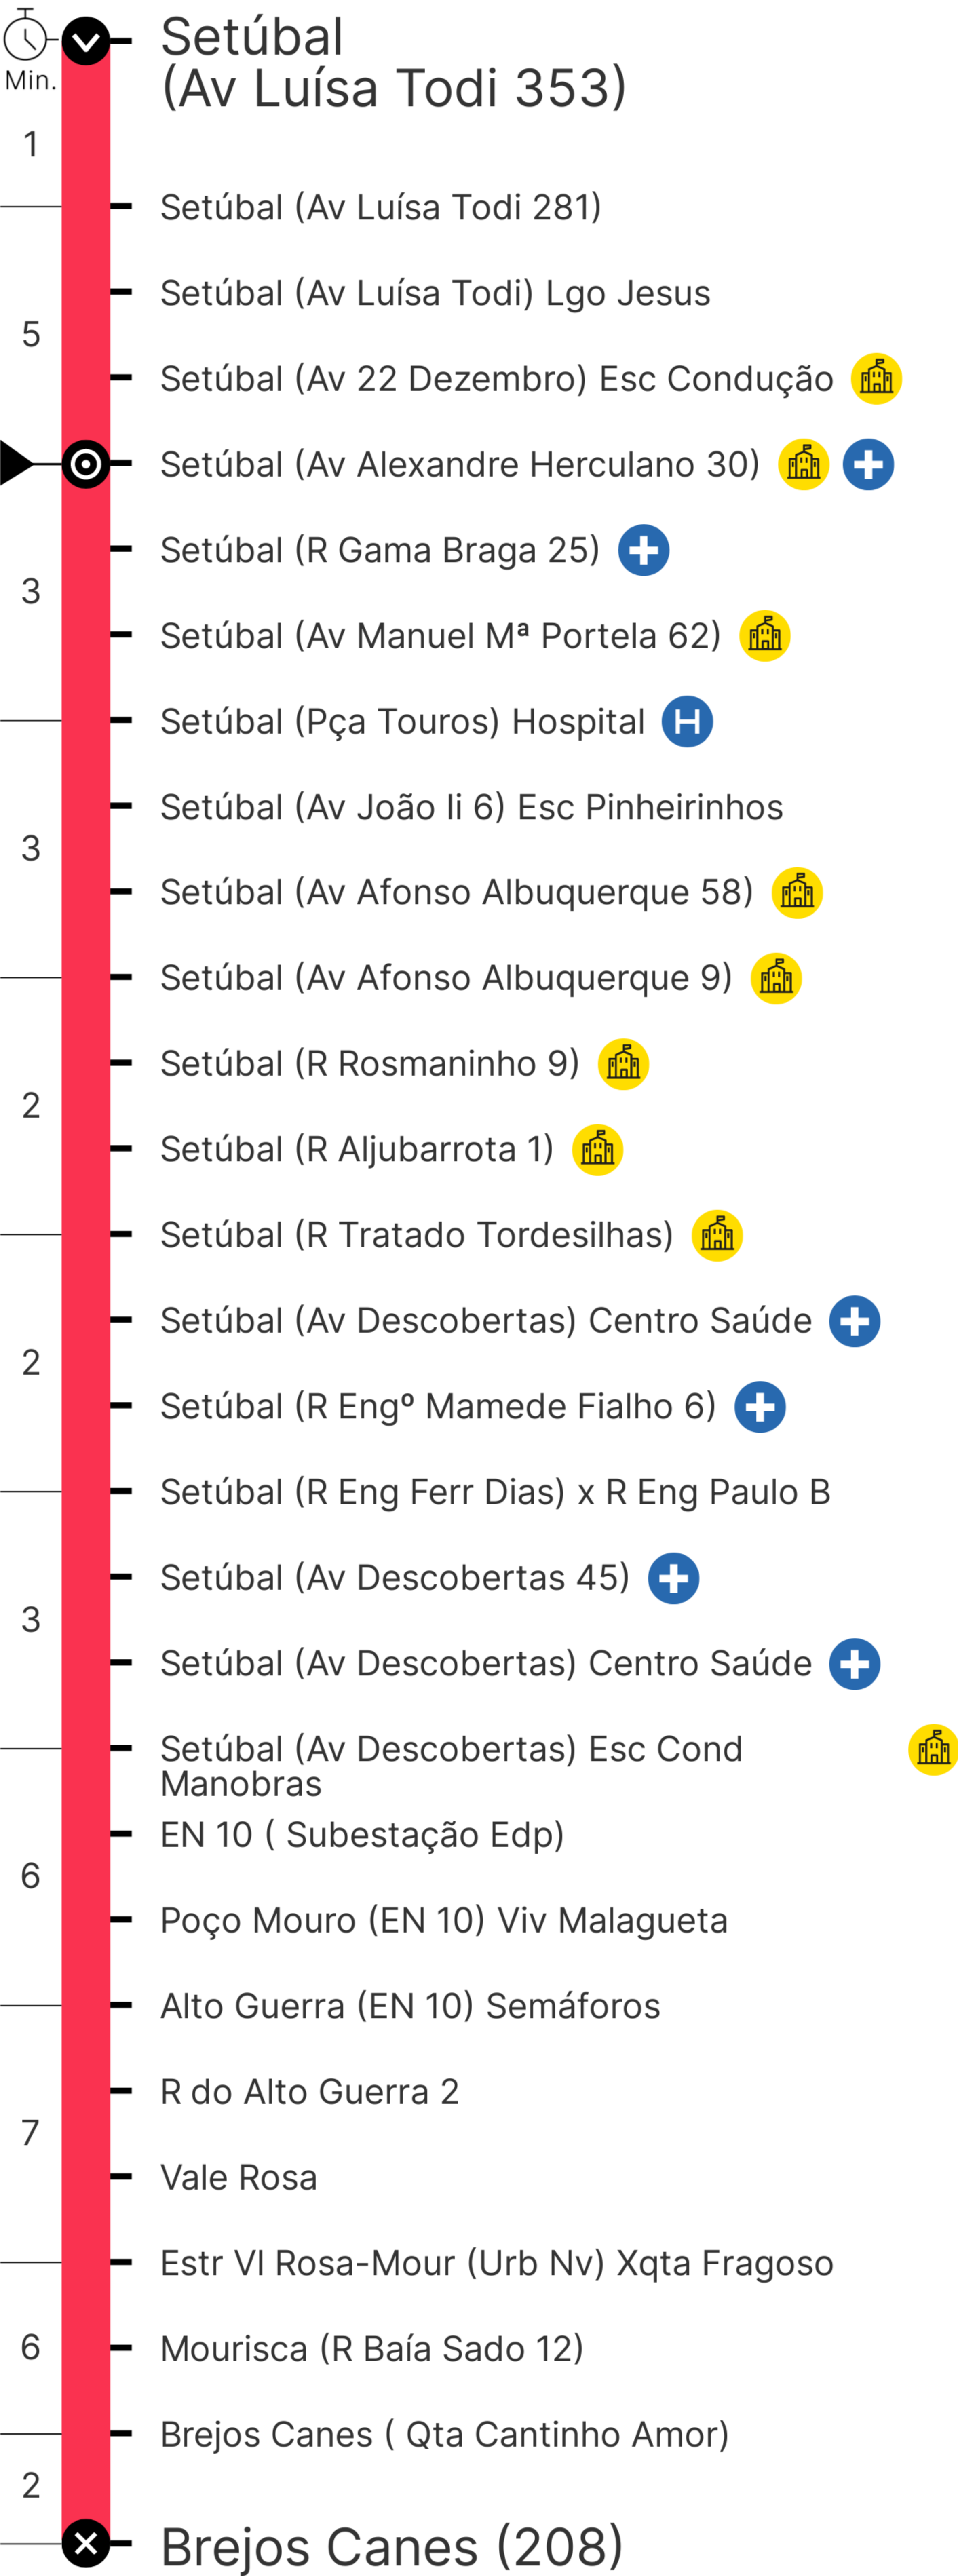 Setúbal
(Av Luísa Todi 353)
Min.
1
Setúbal (Av Luísa Todi 281)
Setúbal (Av Luísa Todi) Lgo Jesus
5
Setúbal (Av 22 Dezembro) Esc Condução
Setúbal (Av Alexandre Herculano 30)
Setúbal (R Gama Braga 25)
3
Setúbal (Av Manuel Mª Portela 62)
Setúbal (Pça Touros) Hospital H
Setúbal (Av João Ii 6) Esc Pinheirinhos
3
Setúbal (Av Afonso Albuquerque 58)
Setúbal (Av Afonso Albuquerque 9)
Setúbal (R Rosmaninho 9)
2
Setúbal (R Aljubarrota 1)
Setúbal (R Tratado Tordesilhas)
Setúbal (Av Descobertas) Centro Saúde
2
Setúbal (R Engº Mamede Fialho 6)
Setúbal (R Eng Ferr Dias) x R Eng Paulo B
Setúbal (Av Descobertas 45)
3
Setúbal (Av Descobertas) Centro Saúde
Setúbal (Av Descobertas) Esc Cond
Manobras
EN 10 ( Subestação Edp)
6
Poço Mouro (EN 10) Viv Malagueta
Alto Guerra (EN 10) Semáforos
R do Alto Guerra 2
7
Vale Rosa
Estr Vl Rosa-Mour (Urb Nv) Xqta Fragoso
6
Mourisca (R Baía Sado 12)
Brejos Canes ( Qta Cantinho Amor)
2
Brejos Canes (208)